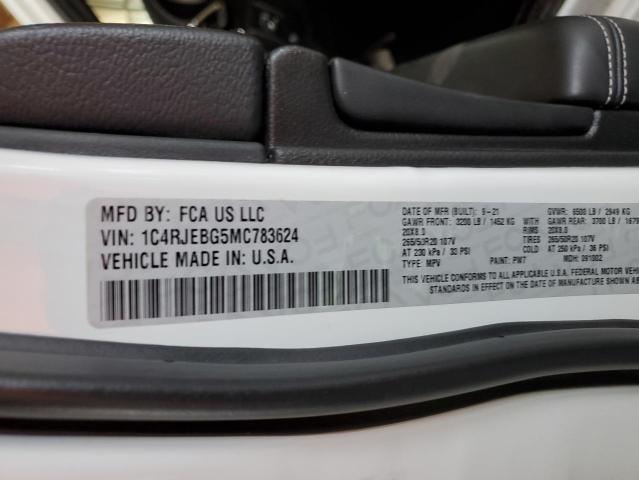 MFD BY: FCA US LLC
VIN: 1C4RJEBG5MC783624
VEHICLE MADE IN: U.S.A.
DATE OF MFR (BUILT): 9-21 GVWR: 6500 LB / 2949 KG
GAWR FRONT: 3200 LB / 1452 KG GAWR REAR: 3700 LB / 1679
20X8.0 RIMS 20X8.0
265/50R20 107V TIRES 265/50R20 107V
AT 230 kPa / 33 PSI COLD AT 250 kPa / 36 PSI
TYPE: MPV PAINT: PW7 MDH: 091002
THIS VEHICLE CONFORMS TO ALL APPLICABLE U.S.A. FEDERAL MOTOR VEHICLE
STANDARDS IN EFFECT ON THE DATE OF MANUFACTURE SHOWN AB